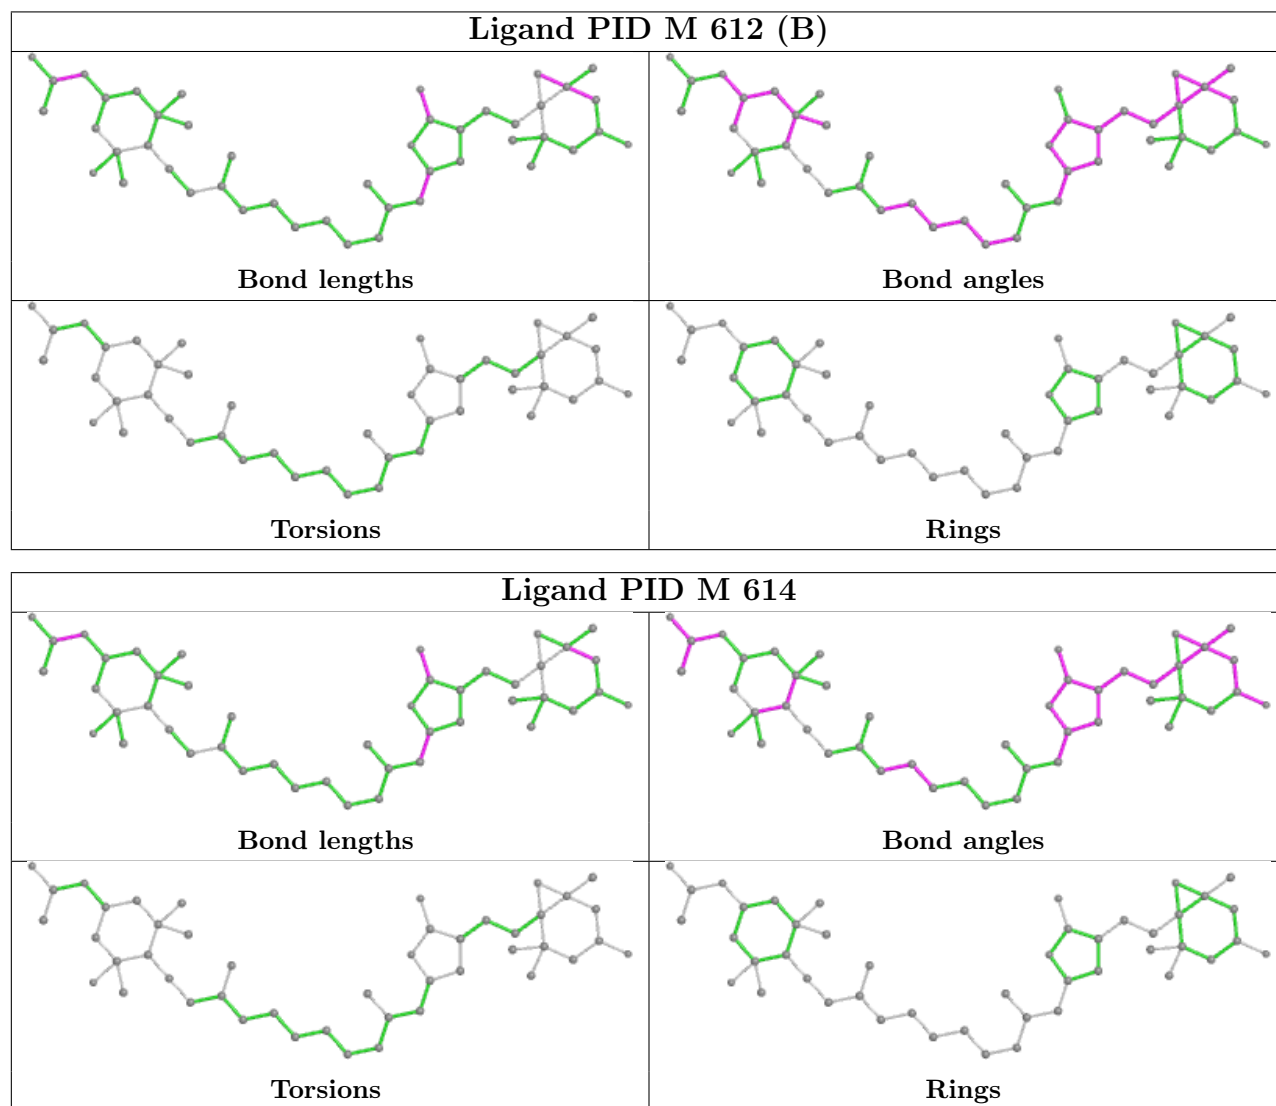 Ligand PID M 612 (B)
Bond lengths
Bond angles
Torsions
Rings
Ligand PID M 614
Bond lengths
Bond angles
Torsions
Rings